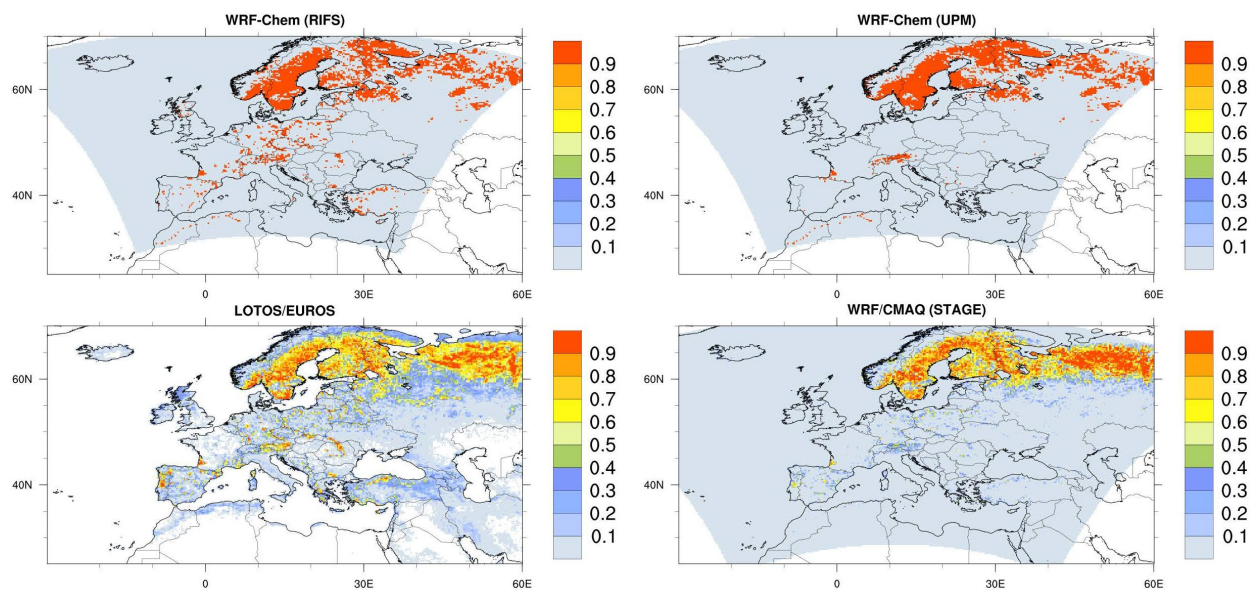 WRF-Chem (RIFS)
60N
40N
0 30E 60E
0.9
0.8
0.7
0.6
0.5
0.4
0.3
0.2
0.1
WRF-Chem (UPM)
60N
40N
0 30E 60E
0.9
0.8
0.7
0.6
0.5
0.4
0.3
0.2
0.1
LOTOS/EUROS
60N
40N
0 30E 60E
0.9
0.8
0.7
0.6
0.5
0.4
0.3
0.2
0.1
WRF/CMAQ (STAGE)
60N
40N
0 30E 60E
0.9
0.8
0.7
0.6
0.5
0.4
0.3
0.2
0.1